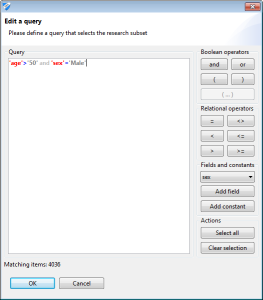 Edit a query
Please define a query that selects the research subset
Query
'age'>'50' and 'sex'='Male'
Boolean operators
and
or
(
)
( ... )
Relational operators
=
<>
<
<=
>
>=
Fields and constants
sex
Add field
Add constant
Actions
Select all
Clear selection
Matching items: 4036
OK
Cancel